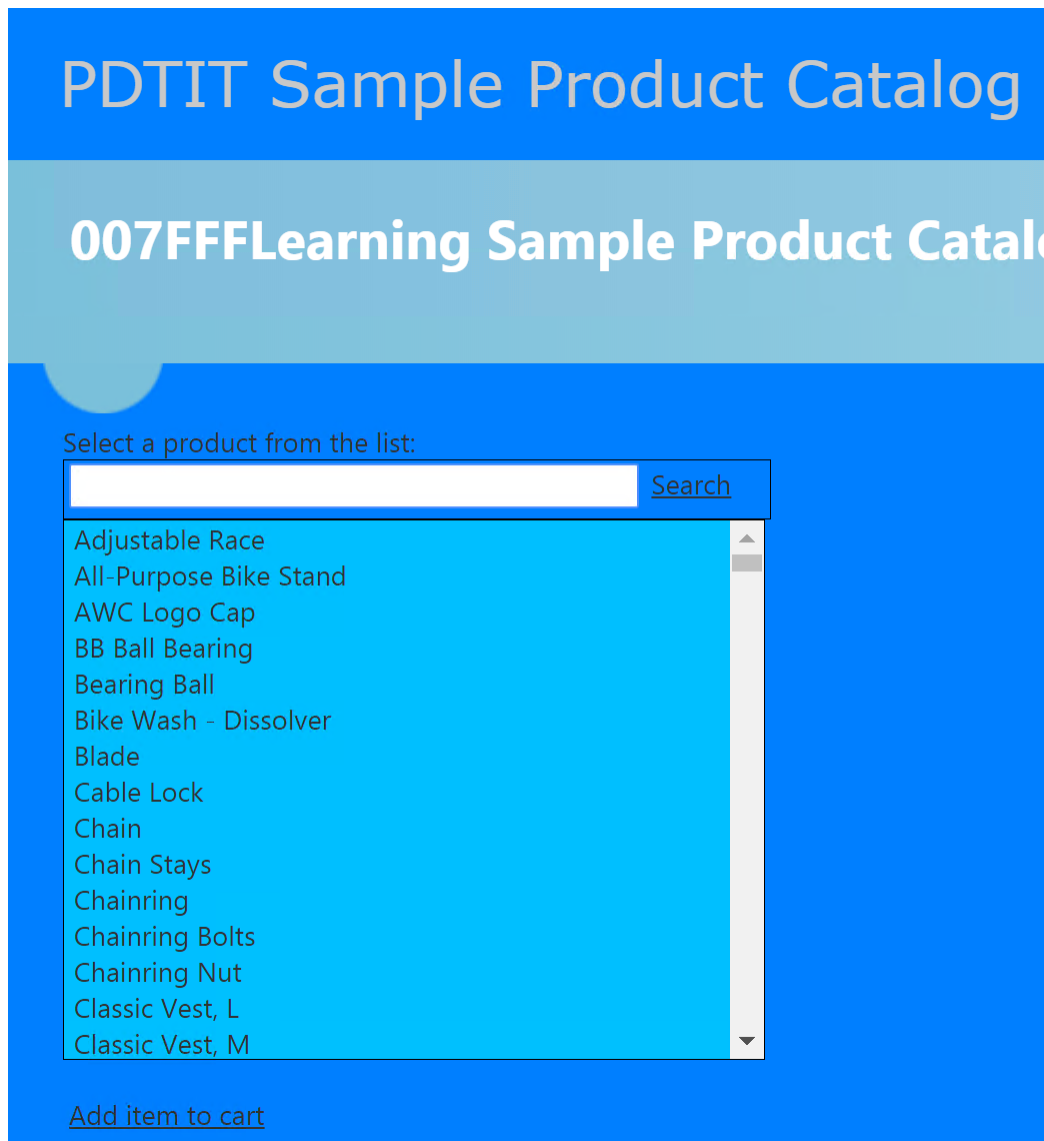 PDTIT Sample Product Catalog
007FFFLearning Sample Product
Select a product from the list:
Search
Adjustable Race
All-Purpose Bike Stand
AWC Logo Cap
BB Ball Bearing
Bearing Ball
Bike Wash - Dissolver
Blade
Cable Lock
Chain
Chain Stays
Chainring
Chainring Bolts
Chainring Nut
Classic Vest, L
Classic Vest, M
Add item to cart